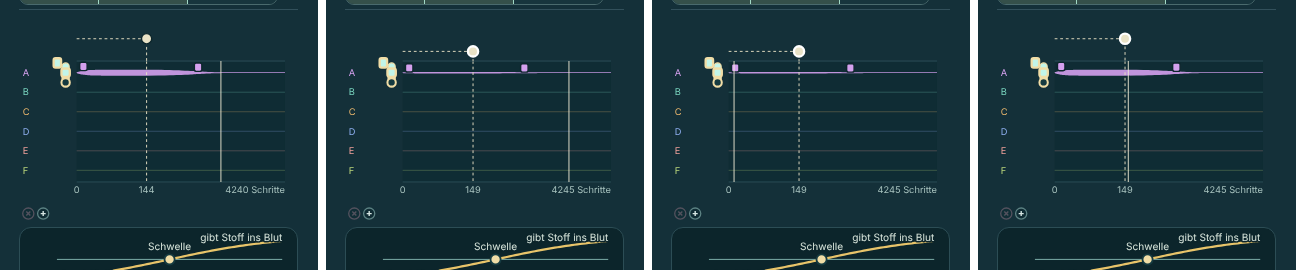 A
B
C
D
E
F
0 144 4240 Schritte
gibt Stoff ins Blut
Schwelle
A
B
C
D
E
F
0 149 4245 Schritte
gibt Stoff ins Blut
Schwelle
A
B
C
D
E
F
0 149 4245 Schritte
gibt Stoff ins Blut
Schwelle
A
B
C
D
E
F
0 149 4245 Schritte
gibt Stoff ins Blut
Schwelle